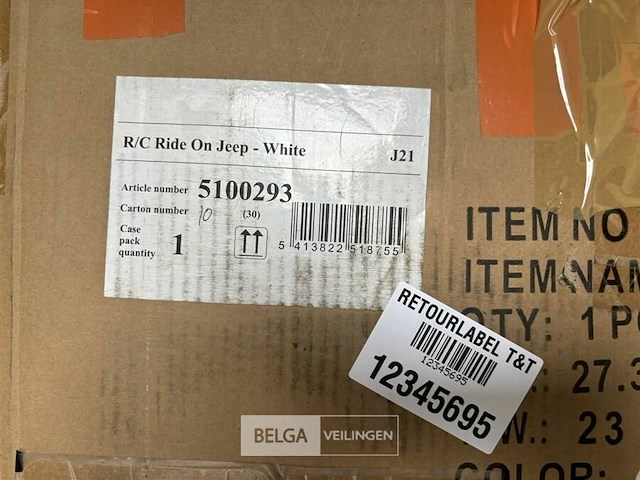 R/C Ride On Jeep - White J21
Article number 5100293
Carton number 10 (30)
Case
pack
quantity 1
5 413822 518755
ITEM NO
ITEM NAM
QTY: 1 P
RETOURLABEL T&T
12345695
12345695
27.3
W.: 23
COLOR:
BELGA VEILINGEN